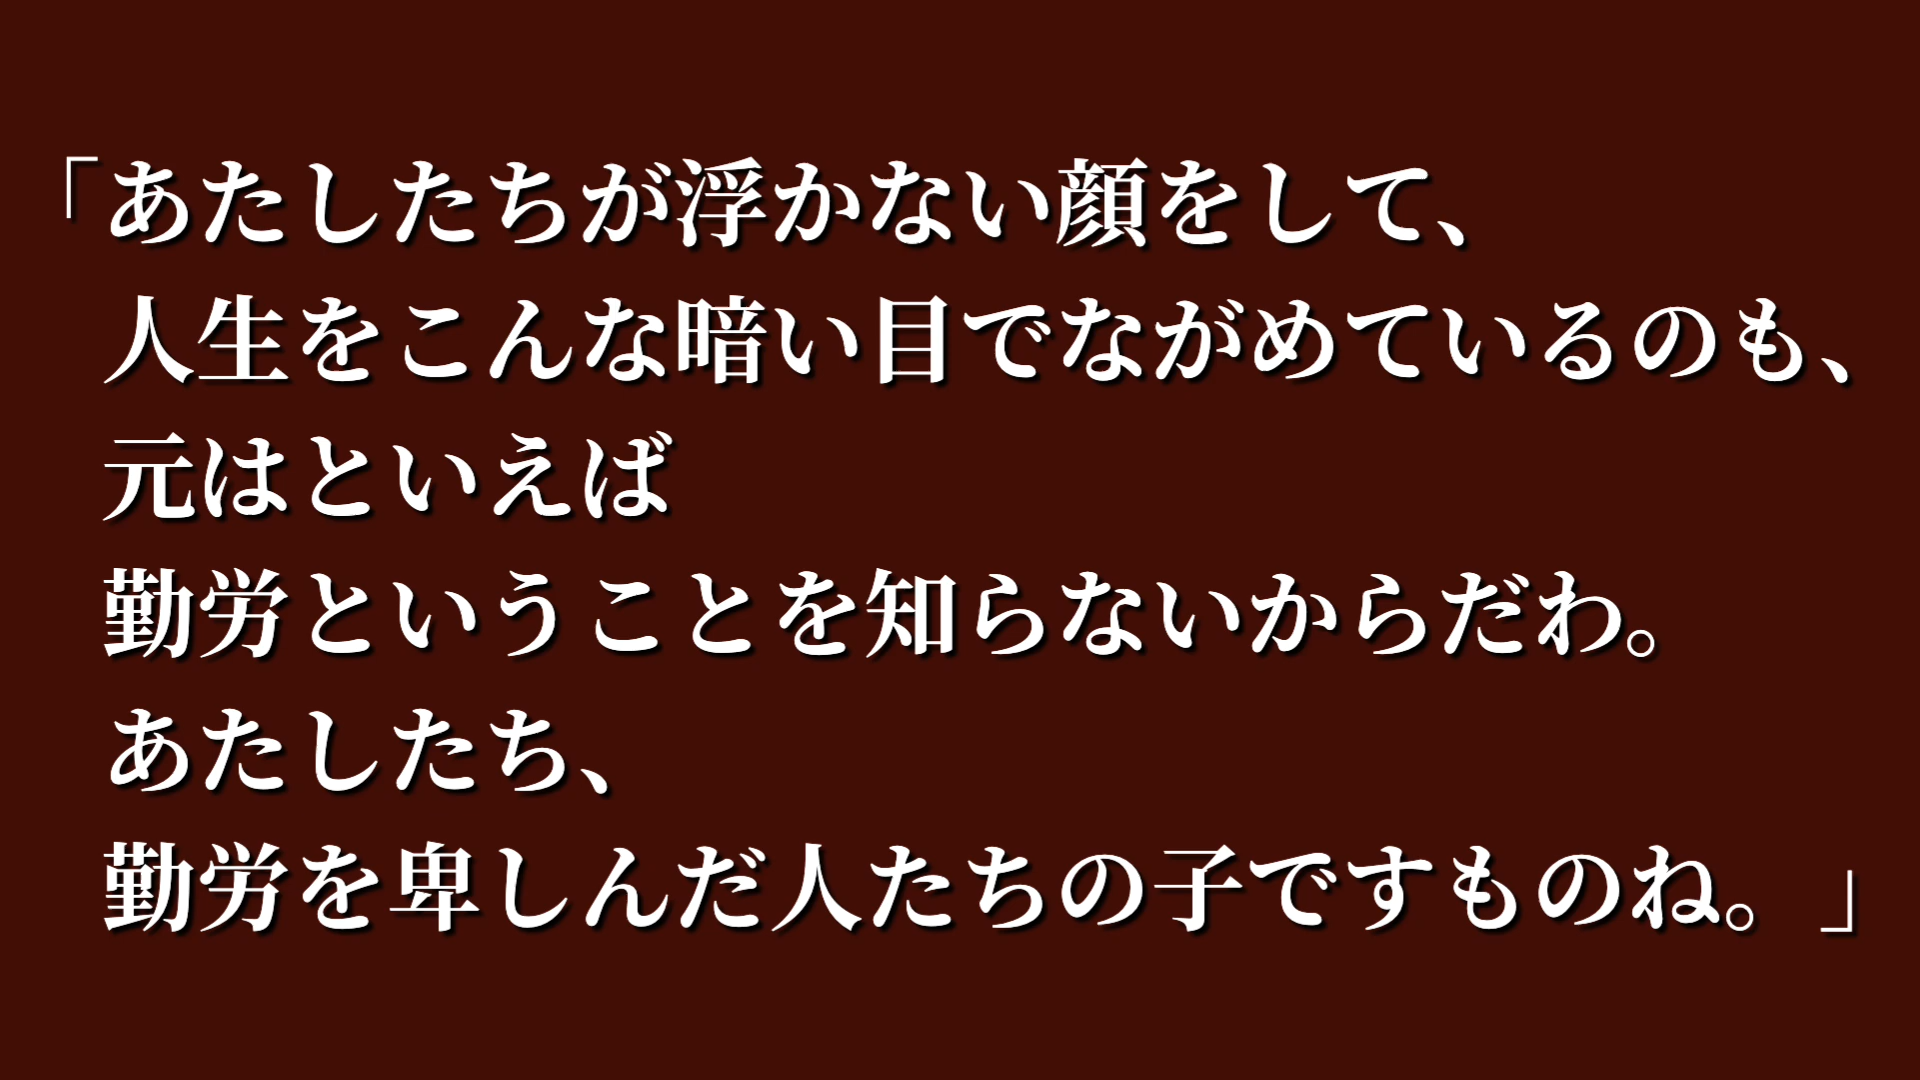 「あたしたちが浮かない顔をして、
人生をこんな暗い目でながめているのも、
元はといえば
勤労ということを知らないからだわ。
あたしたち、
勤労を卑しんだ人たちの子ですものね。」